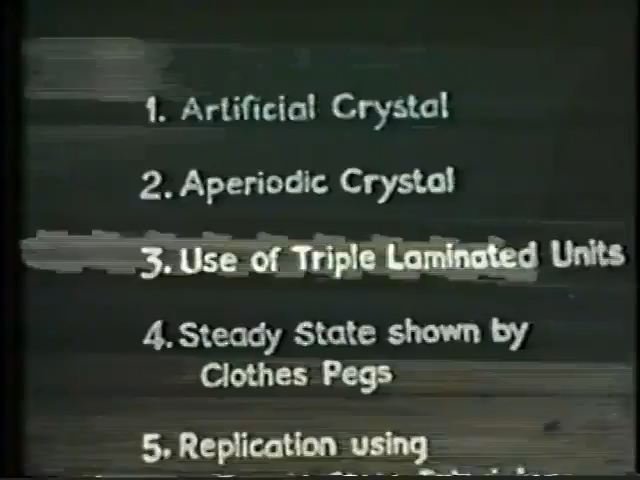 1. Artificial Crystal
2. Aperiodic Crystal
3. Use of Triple Laminated Units
4. Steady State shown by
Clothes Pegs
5. Replication using